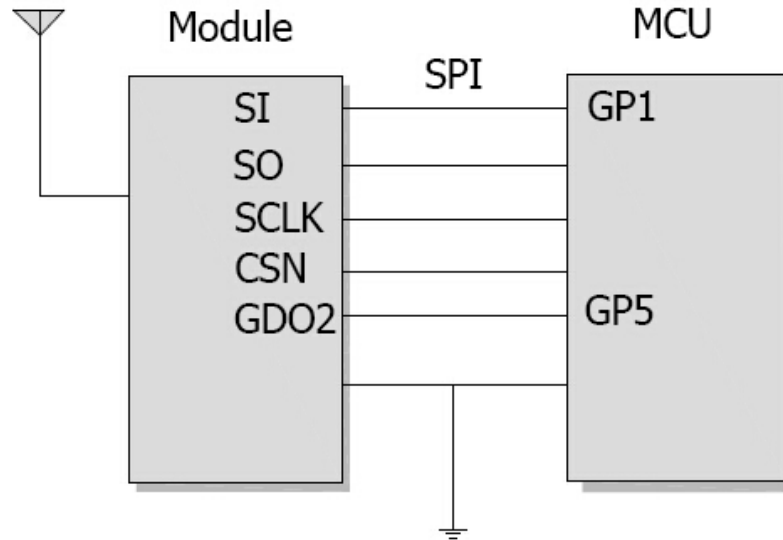 Module
MCU
SPI
SI
GP1
SO
SCLK
CSN
GDO2
GP5